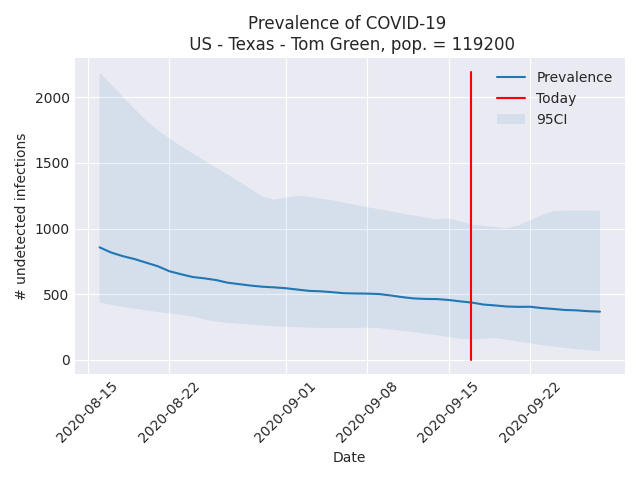 Prevalence of COVID-19
US - Texas - Tom Green, pop. = 119200
# undetected infections
2000
1500
1000
500
0
Prevalence
Today
95CI
2020-08-15
2020-08-22
2020-09-01
2020-09-08
2020-09-15
2020-09-22
Date